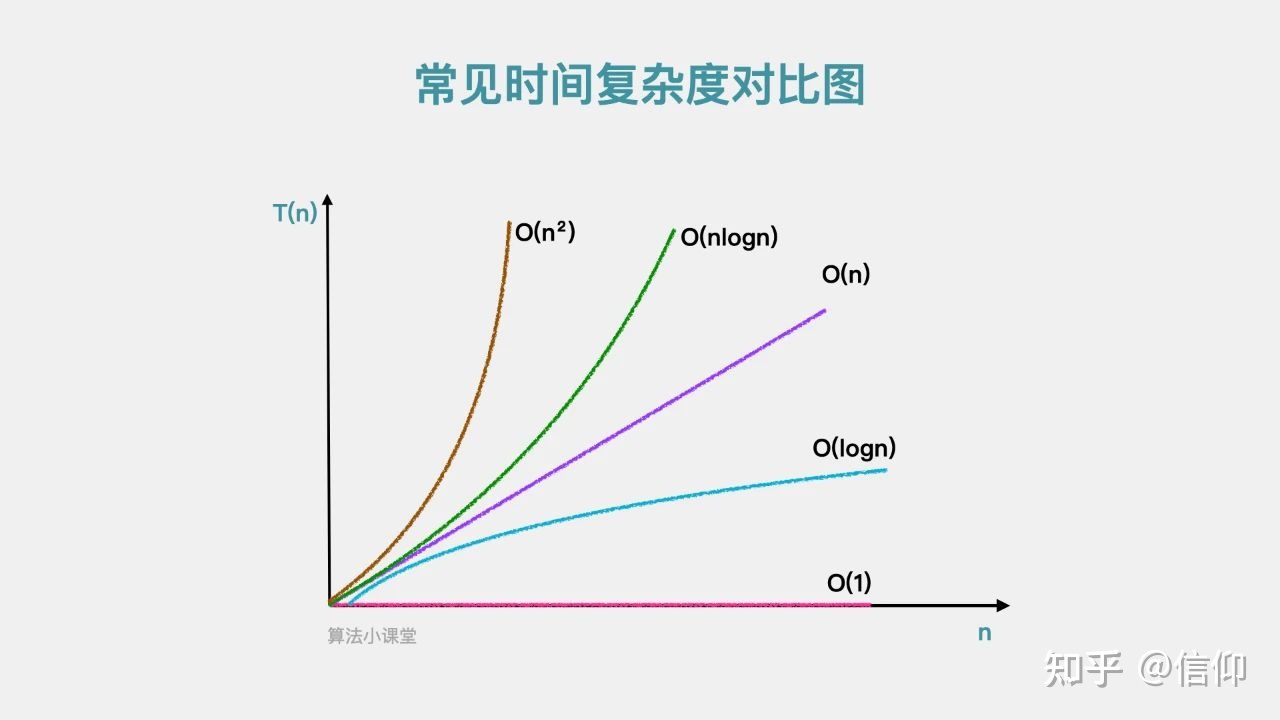 常见时间复杂度对比图
T(n)
O(n²)
O(nlogn)
O(n)
O(logn)
O(1)
n
算法小课堂
知乎 @信仰